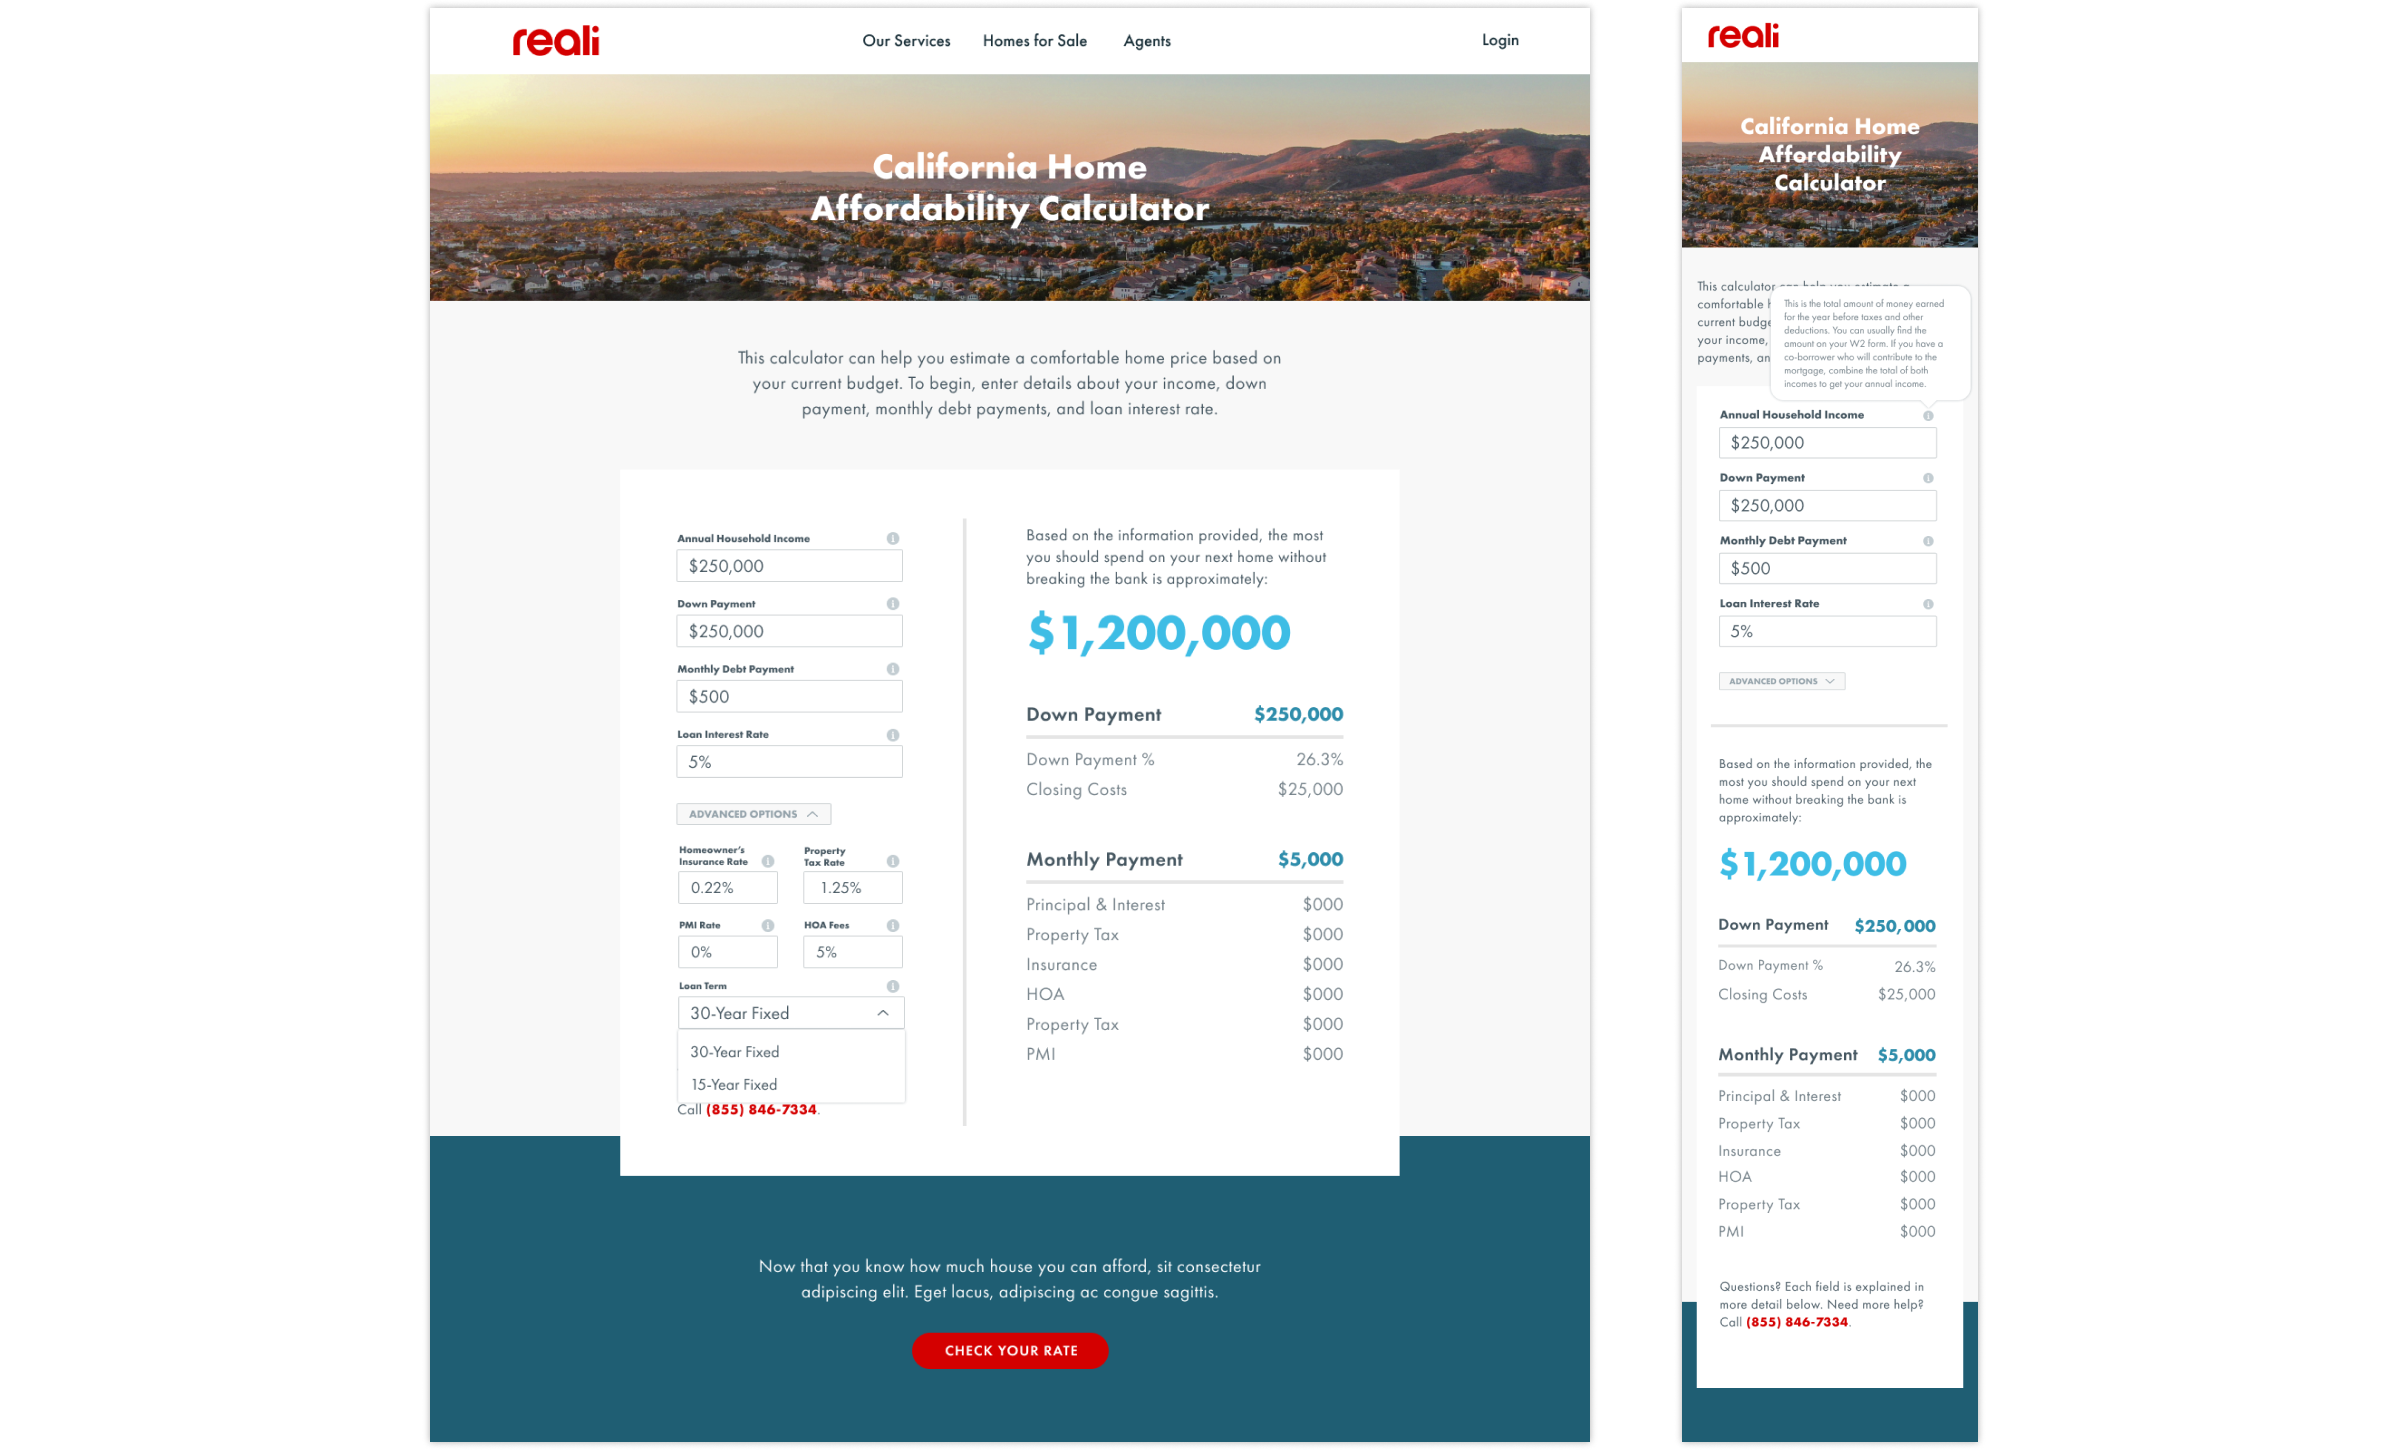 reali
Our Services Homes for Sale Agents Login
California Home
Affordability Calculator
This calculator can help you estimate a comfortable home price based on
your current budget. To begin, enter details about your income, down
payment, monthly debt payments, and loan interest rate.
Annual Household Income
$250,000
Down Payment
$250,000
Monthly Debt Payment
$500
Loan Interest Rate
5%
ADVANCED OPTIONS
Homeowner's
Insurance Rate
0.22%
Property
Tax Rate
1.25%
PMI Rate
0%
HOA Fees
5%
Loan Term
30-Year Fixed
30-Year Fixed
15-Year Fixed
Call (855) 846-7334.
Based on the information provided, the most
you should spend on your next home without
breaking the bank is approximately:
$1,200,000
Down Payment $250,000
Down Payment % 26.3%
Closing Costs $25,000
Monthly Payment $5,000
Principal & Interest $000
Property Tax $000
Insurance $000
HOA $000
Property Tax $000
PMI $000
Now that you know how much house you can afford, sit consectetur
adipiscing elit. Eget lacus, adipiscing ac congue sagittis.
CHECK YOUR RATE
reali
California Home
Affordability
Calculator
This calculator can help you estimate a
comfortable
current
your income,
payments,
This is the total amount of money earned
for the year before taxes and other
deductions. You can usually find the
amount on your W2 form. If you have a
co-borrower who will contribute to the
mortgage, combine the total of both
incomes to get your annual income.
Annual Household Income
$250,000
Down Payment
$250,000
Monthly Debt Payment
$500
Loan Interest Rate
5%
ADVANCED OPTIONS
Based on the information provided, the
most you should spend on your next
home without breaking the bank is
approximately:
$1,200,000
Down Payment $250,000
Down Payment % 26.3%
Closing Costs $25,000
Monthly Payment $5,000
Principal & Interest $000
Property Tax $000
Insurance $000
HOA $000
Property Tax $000
PMI $000
Questions? Each field is explained in
more detail below. Need more help?
Call (855) 846-7334.